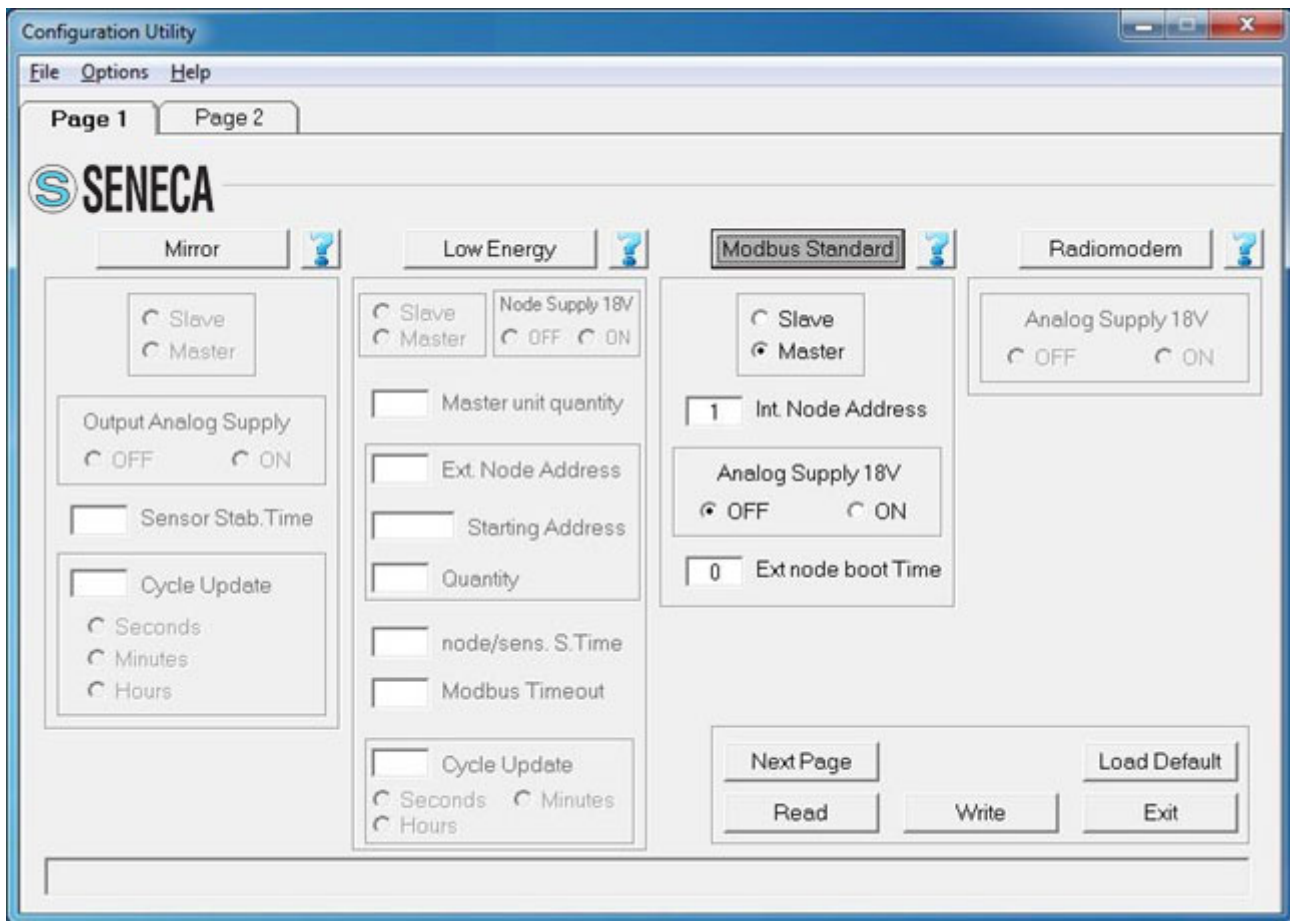 Configuration Utility
File Options Help
Page 1 Page 2
S SENECA
Mirror ? Low Energy ? Modbus Standard ? Radiomodem ?
Slave
Master
Output Analog Supply
OFF ON
Sensor Stab.Time
Cycle Update
Seconds
Minutes
Hours
Slave
Master
Node Supply 18V
OFF ON
Master unit quantity
Ext. Node Address
Starting Address
Quantity
node/sens. S.Time
Modbus Timeout
Cycle Update
Seconds Minutes
Hours
Slave
Master
1 Int. Node Address
Analog Supply 18V
OFF ON
0 Ext node boot Time
Analog Supply 18V
OFF ON
Next Page Load Default
Read Write Exit